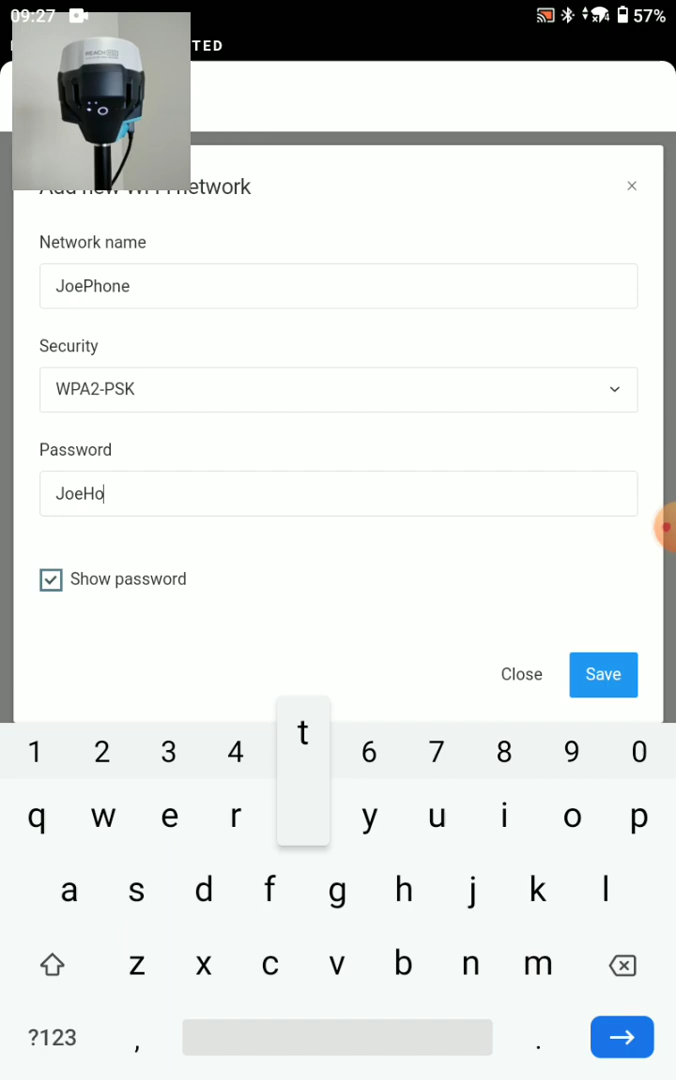 09:27
57%
TED
REACH
Add new Wi-Fi network
×
Network name
JoePhone
Security
WPA2-PSK
Password
JoeHo
Show password
Close Save
t
1 2 3 4 6 7 8 9 0
q w e r y u i o p
a s d f g h j k l
z x c v b n m
?123 , .